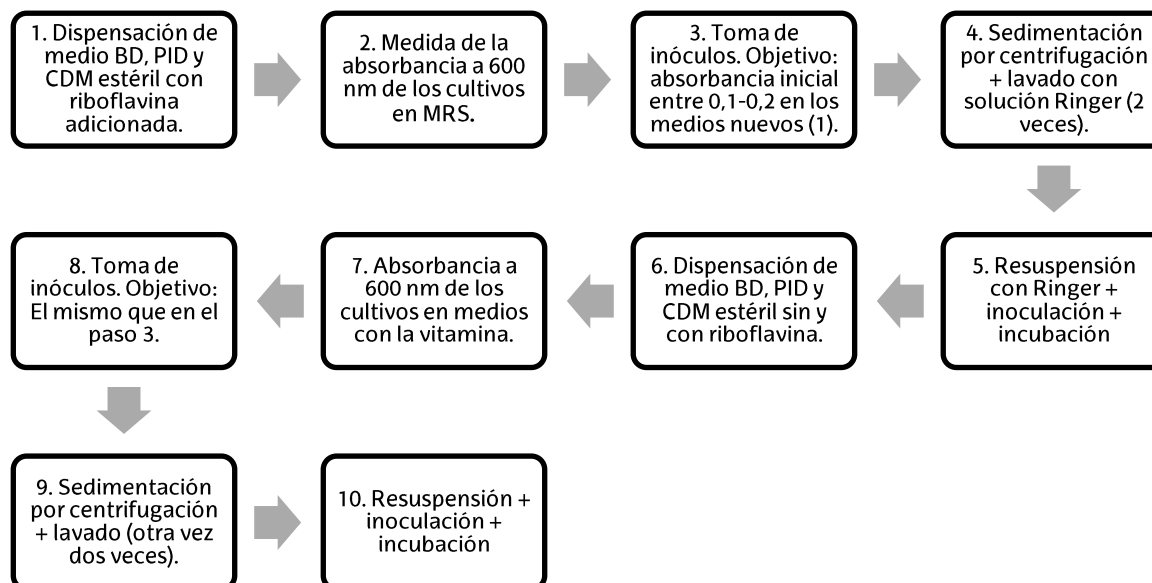 1. Dispensación de
medio BD, PID y
CDM estéril con
riboflavina
adicionada.
2. Medida de la
absorbancia a 600
nm de los cultivos
en MRS.
3. Toma de
inóculos. Objetivo:
absorbancia inicial
entre 0,1-0,2 en los
medios nuevos (1).
4. Sedimentación
por centrifugación
+ lavado con
solución Ringer (2
veces).
5. Resuspensión
con Ringer +
inoculación +
incubación
6. Dispensación de
medio BD, PID y
CDM estéril sin y
con riboflavina.
7. Absorbancia a
600 nm de los
cultivos en medios
con la vitamina.
8. Toma de
inóculos. Objetivo:
El mismo que en el
paso 3.
9. Sedimentación
por centrifugación
+ lavado (otra vez
dos veces).
10. Resuspensión +
inoculación +
incubación